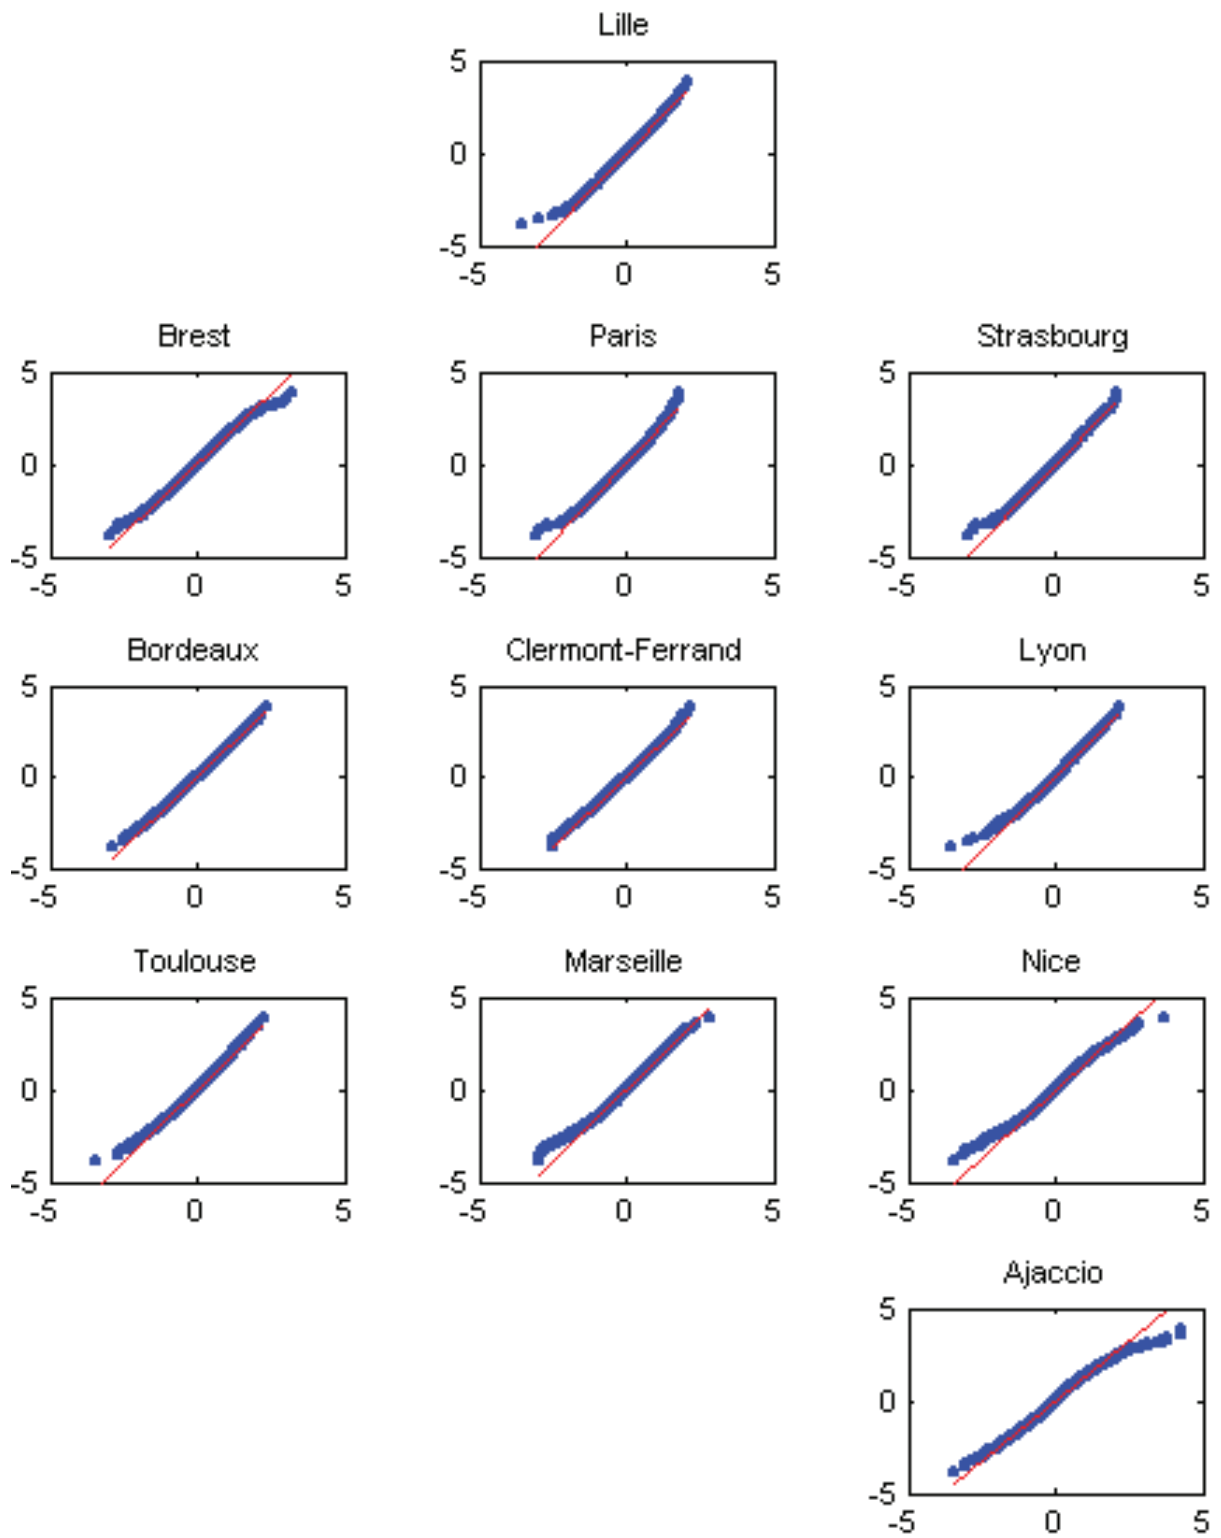 Lille
5
0
-5
-5 0 5
Brest Paris Strasbourg
5 5 5
0 0 0
-5 -5 -5
-5 0 5 -5 0 5 -5 0 5
Bordeaux Clermont-Ferrand Lyon
5 5 5
0 0 0
-5 -5 -5
-5 0 5 -5 0 5 -5 0 5
Toulouse Marseille Nice
5 5 5
0 0 0
-5 -5 -5
-5 0 5 -5 0 5 -5 0 5
Ajaccio
5
0
-5
-5 0 5